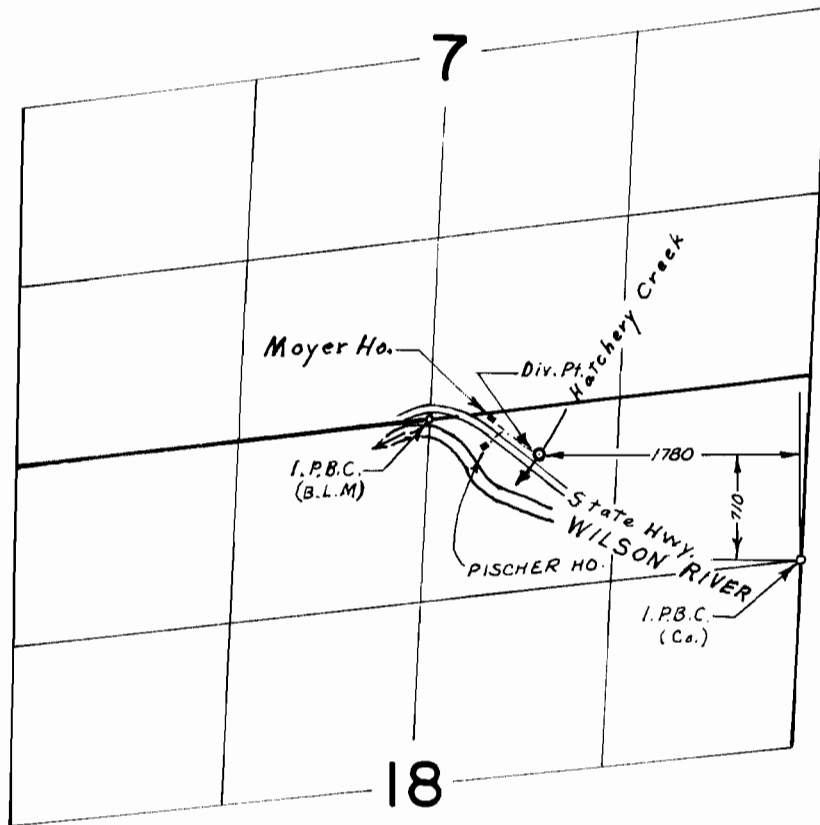 7
Hatchery Creek
Moyer Ho.
Div. Pt.
1780
710
I.P.B.C.
(B.L.M)
State Hwy.
WILSON RIVER
PISCHER HO.
I.P.B.C.
(Co.)
18